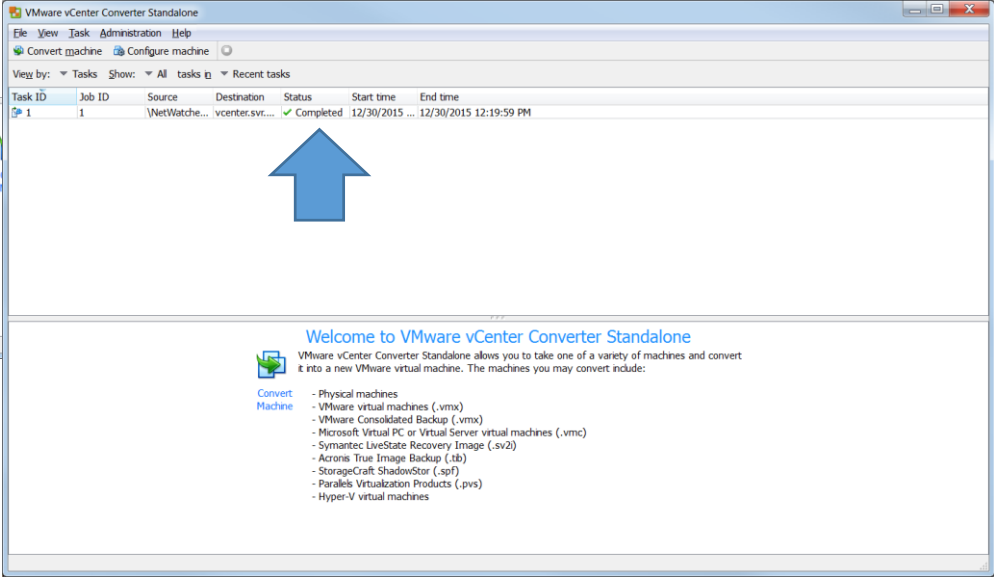 VMware vCenter Converter Standalone
File View Task Administration Help
Convert machine Configure machine
View by: Tasks Show: All tasks in Recent tasks
Task ID Job ID Source Destination Status Start time End time
1 1 \NetWatche... vcenter.svr.... Completed 12/30/2015 ... 12/30/2015 12:19:59 PM
Welcome to VMware vCenter Converter Standalone
VMware vCenter Converter Standalone allows you to take one of a variety of machines and convert
it into a new VMware virtual machine. The machines you may convert include:
Convert
Machine
- Physical machines
- VMware virtual machines (.vmx)
- VMware Consolidated Backup (.vmx)
- Microsoft Virtual PC or Virtual Server virtual machines (.vmc)
- Symantec LiveState Recovery Image (.sv2i)
- Acronis True Image Backup (.tib)
- StorageCraft ShadowStor (.spf)
- Parallels Virtualization Products (.pvs)
- Hyper-V virtual machines